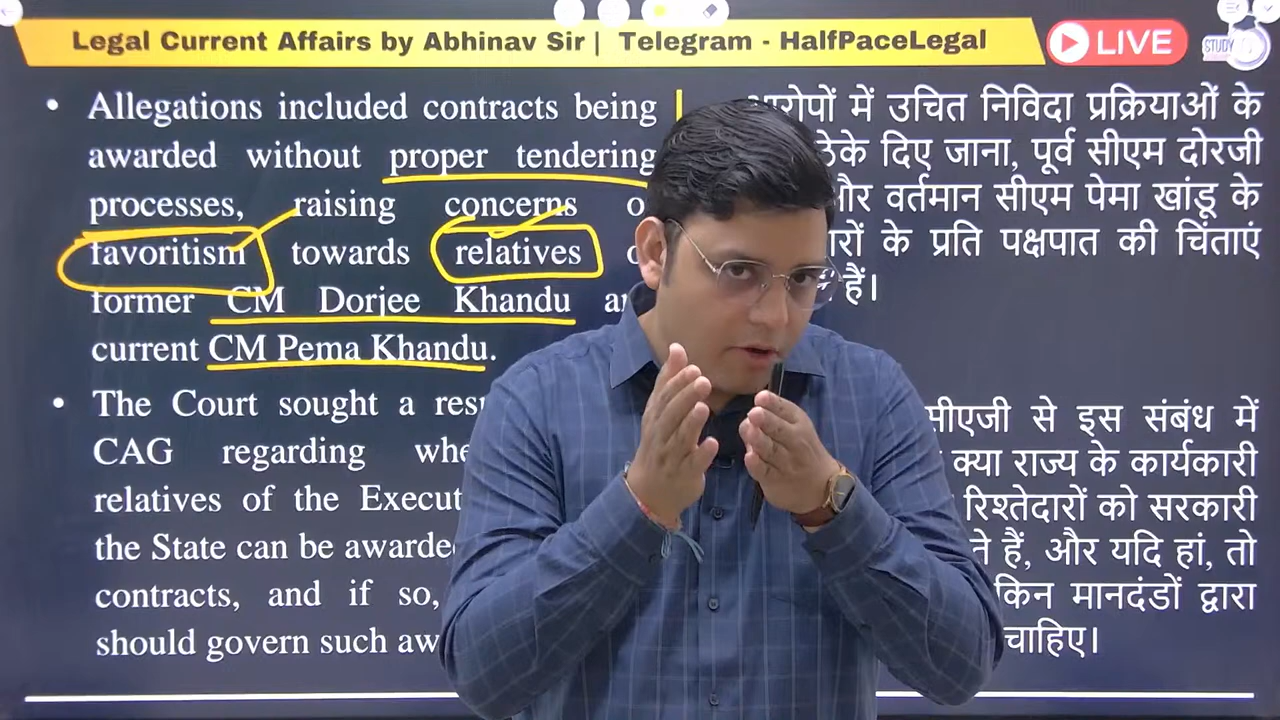 Legal Current Affairs by Abhinav Sir | Telegram - HalfPaceLegal
LIVE
STUDY
• Allegations included contracts being
awarded without proper tendering
processes, raising concerns
favoritism towards relatives
former CM Dorjee Khandu
current CM Pema Khandu.
• The Court sought a
CAG regarding
relatives of the
the State can be
contracts, and if so,
should govern such
आरोपों में उचित निविदा प्रक्रियाओं के
ठेके दिए जाना, पूर्व सीएम दोरजी
और वर्तमान सीएम पेमा खांडू के
के प्रति पक्षपात की चिंताएं
हैं।
सीएजी से इस संबंध में
क्या राज्य के कार्यकारी
रिश्तेदारों को सरकारी
हैं, और यदि हां, तो
किन मानदंडों द्वारा
चाहिए।